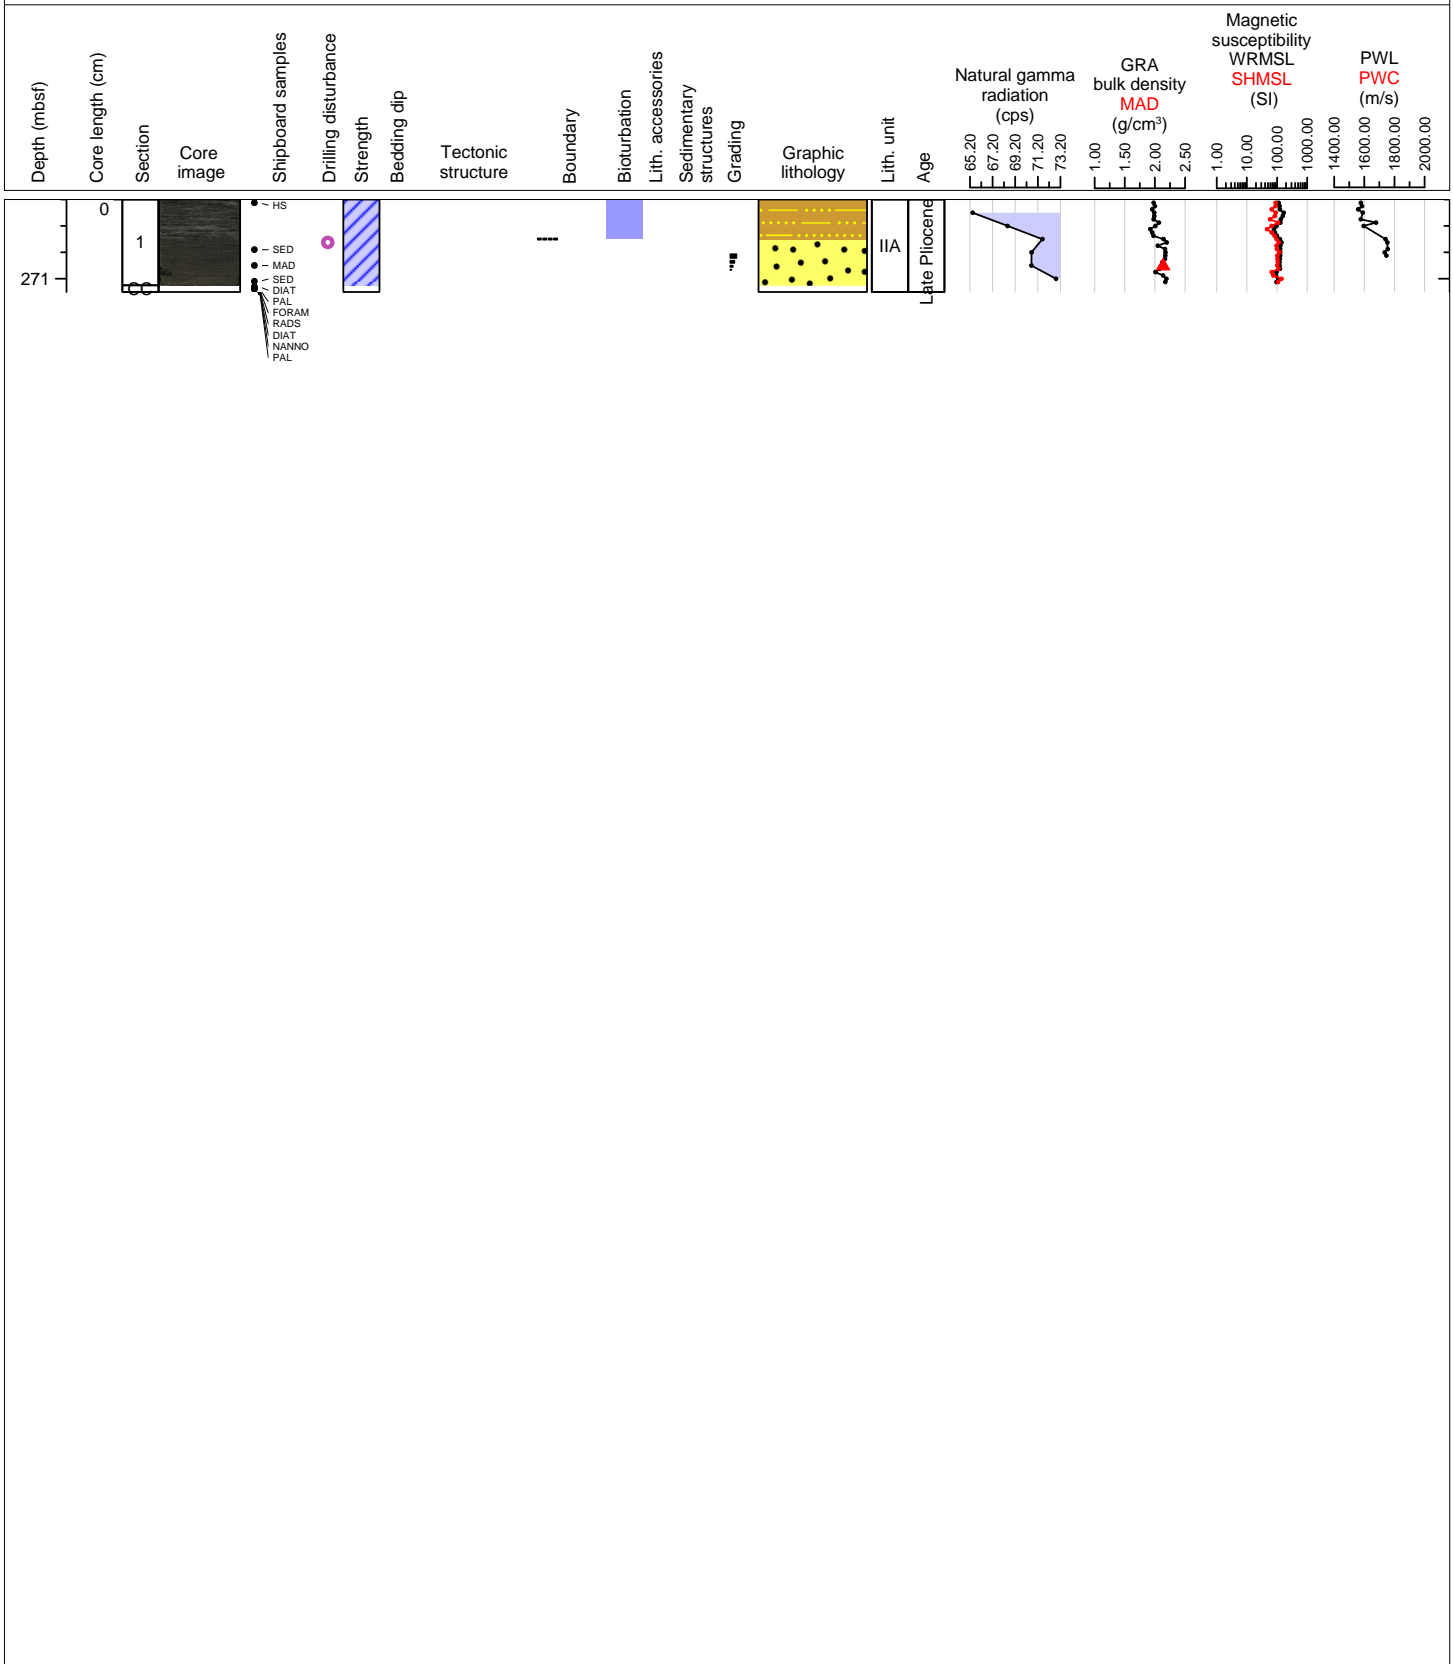 Depth (mbsf)
Core length (cm)
Section
Core
image
Shipboard samples
Drilling disturbance
Strength
Bedding dip
Tectonic
structure
Boundary
Bioturbation
Lith. accessories
Sedimentary
structures
Grading
Graphic
lithology
Lith. unit
Age
Natural gamma
radiation
(cps)
65.20
67.20
69.20
71.20
73.20
GRA
bulk density
MAD
(g/cm³)
1.00
1.50
2.00
2.50
Magnetic
susceptibility
WRMSL
SHMSL
(SI)
1.00
10.00
100.00
1000.00
PWL
PWC
(m/s)
1400.00
1600.00
1800.00
2000.00
0
271
1
CC
HS
SED
MAD
SED
DIAT
PAL
FORAM
RADS
DIAT
NANNO
PAL
IIA
Late Pliocene